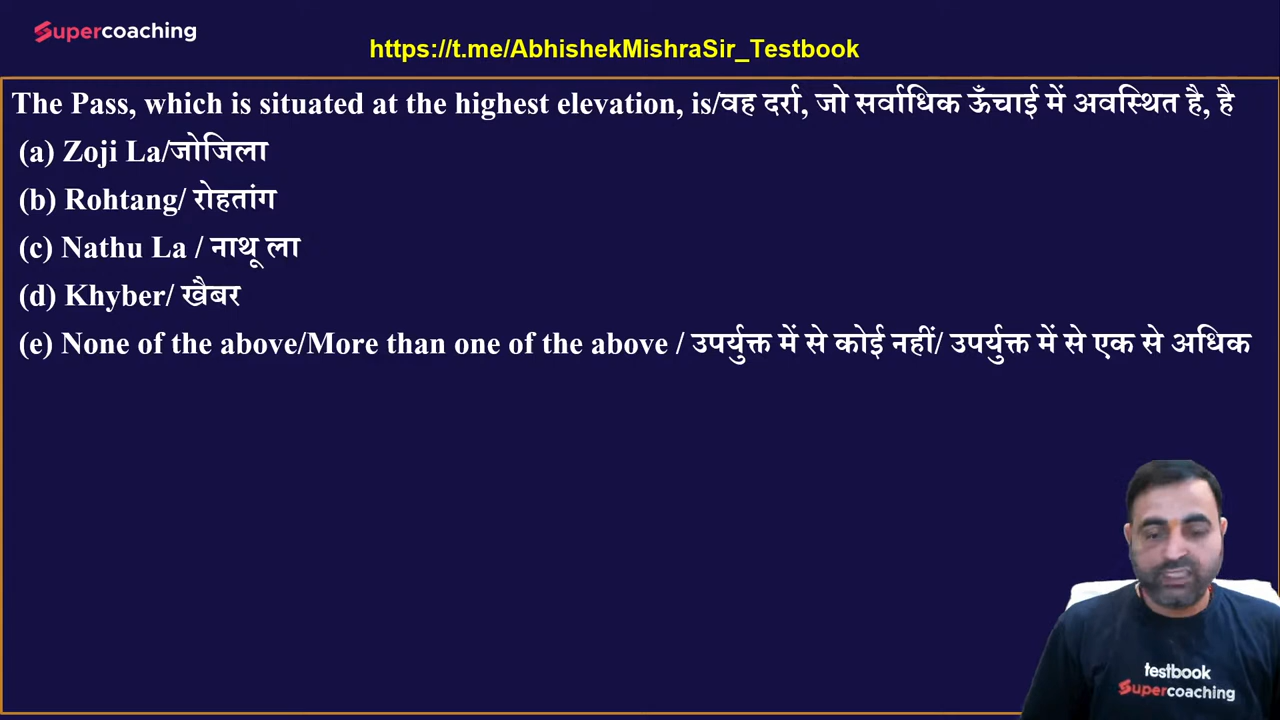 Supercoaching
https://t.me/AbhishekMishraSir_Testbook
The Pass, which is situated at the highest elevation, is/वह दर्रा, जो सर्वाधिक ऊँचाई में अवस्थित है, है
(a) Zoji La/जोजिला
(b) Rohtang/ रोहतांग
(c) Nathu La / नाथू ला
(d) Khyber/ खैबर
(e) None of the above/More than one of the above / उपर्युक्त में से कोई नहीं/ उपर्युक्त में से एक से अधिक
testbook
Supercoaching